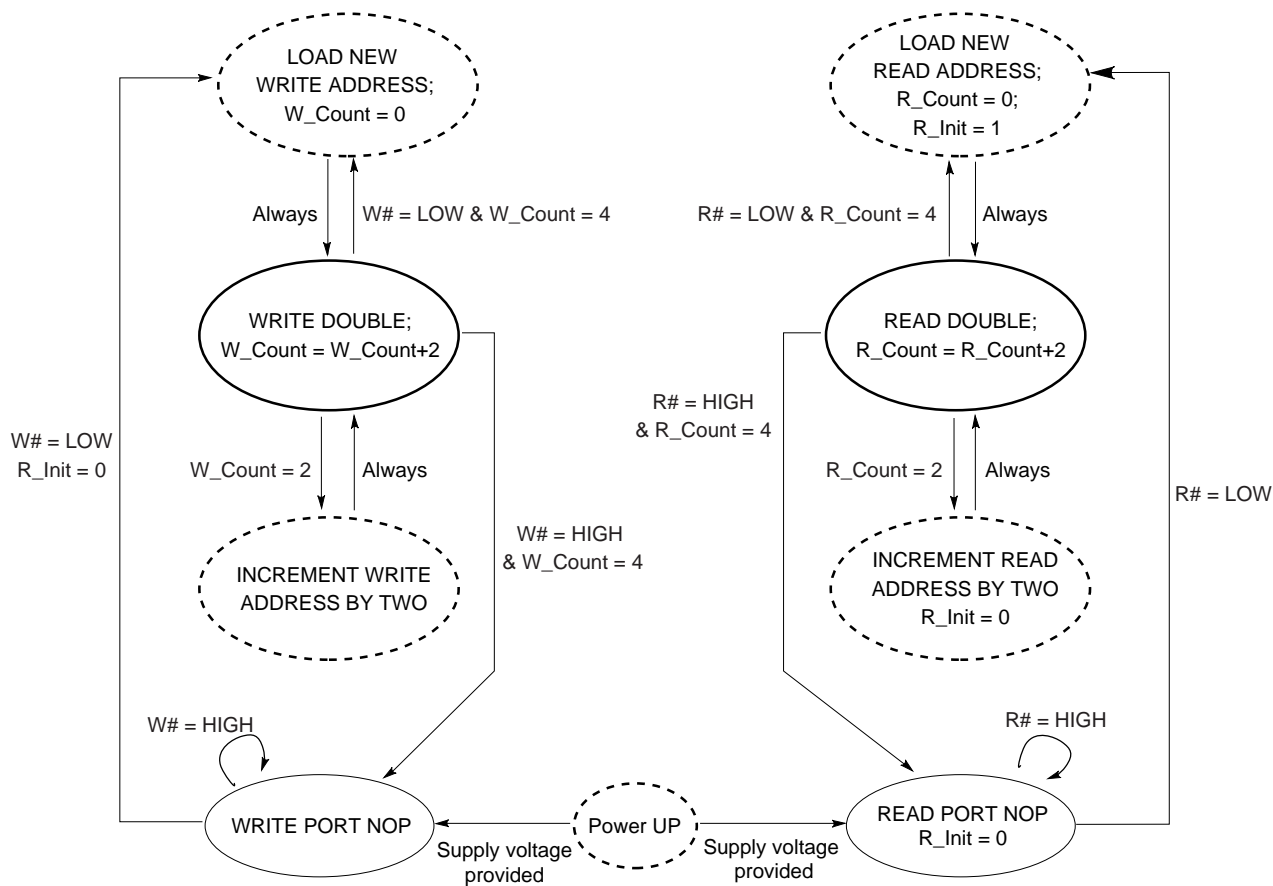 LOAD NEW
WRITE ADDRESS;
W_Count = 0
LOAD NEW
READ ADDRESS;
R_Count = 0;
R_Init = 1
Always
W# = LOW & W_Count = 4
R# = LOW & R_Count = 4
Always
WRITE DOUBLE;
W_Count = W_Count+2
READ DOUBLE;
R_Count = R_Count+2
W# = LOW
R_Init = 0
W_Count = 2
Always
R# = HIGH
& R_Count = 4
R_Count = 2
Always
R# = LOW
W# = HIGH
& W_Count = 4
INCREMENT WRITE
ADDRESS BY TWO
INCREMENT READ
ADDRESS BY TWO
R_Init = 0
W# = HIGH
R# = HIGH
WRITE PORT NOP
Power UP
READ PORT NOP
R_Init = 0
Supply voltage
provided
Supply voltage
provided